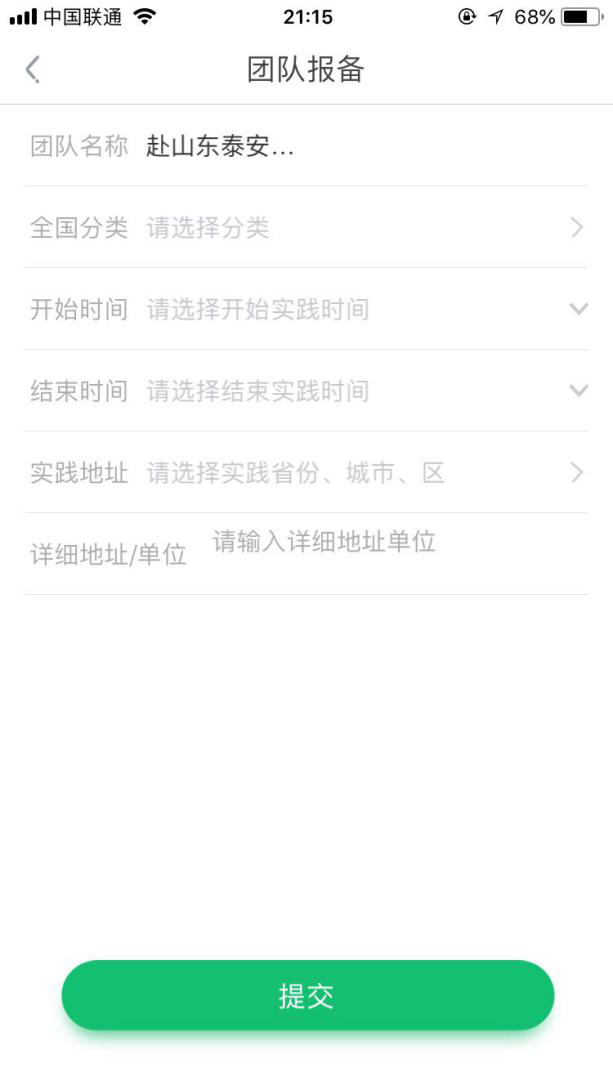 中国联通 21:15 68%
团队报备
团队名称 赴山东泰安...
全国分类 请选择分类
开始时间 请选择开始实践时间
结束时间 请选择结束实践时间
实践地址 请选择实践省份、城市、区
详细地址/单位 请输入详细地址单位
提交